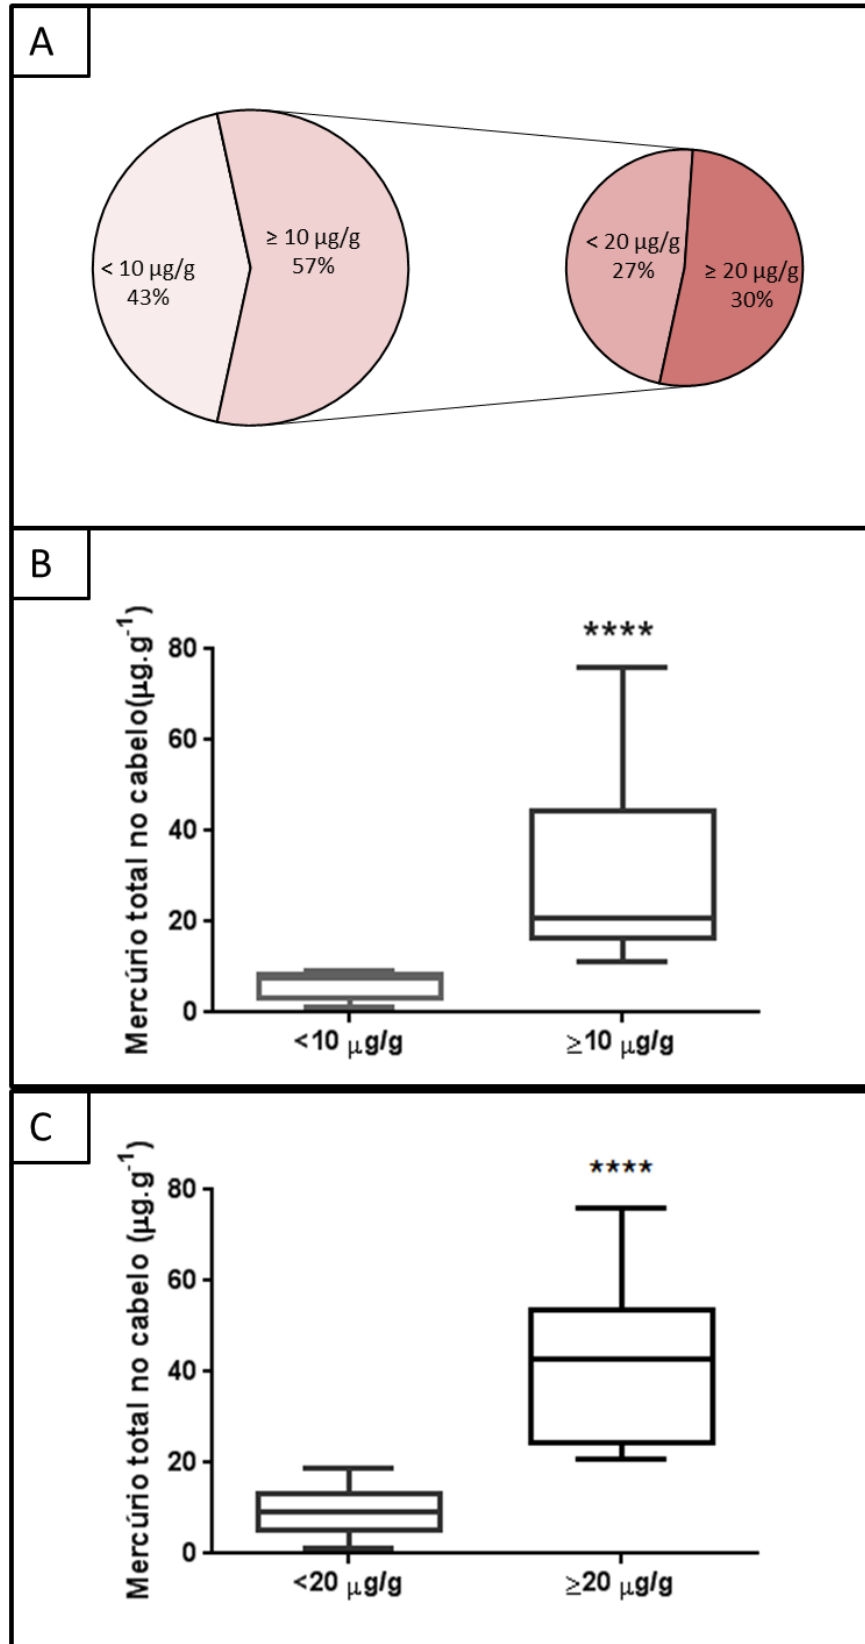 A
< 10 µg/g
43%
≥ 10 µg/g
57%
< 20 µg/g
27%
≥ 20 µg/g
30%
B
Mercúrio total no cabelo(µg.g⁻¹)
80
60
40
20
0
****
<10 µg/g
≥10 µg/g
C
Mercúrio total no cabelo (µg.g⁻¹)
80
60
40
20
0
****
<20 µg/g
≥20 µg/g